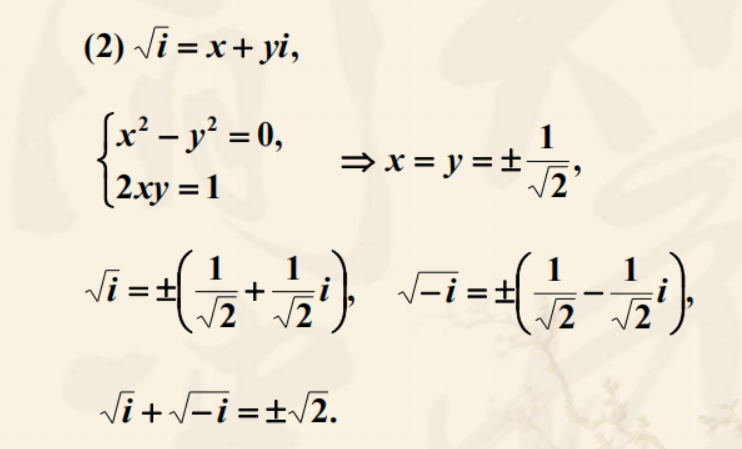 (2) √i = x + yi,
{x² − y² = 0,
2xy = 1
⇒ x = y = ±1/√2,
√i = ±(1/√2 + 1/√2 i), √−i = ±(1/√2 − 1/√2 i),
√i + √−i = ±√2.